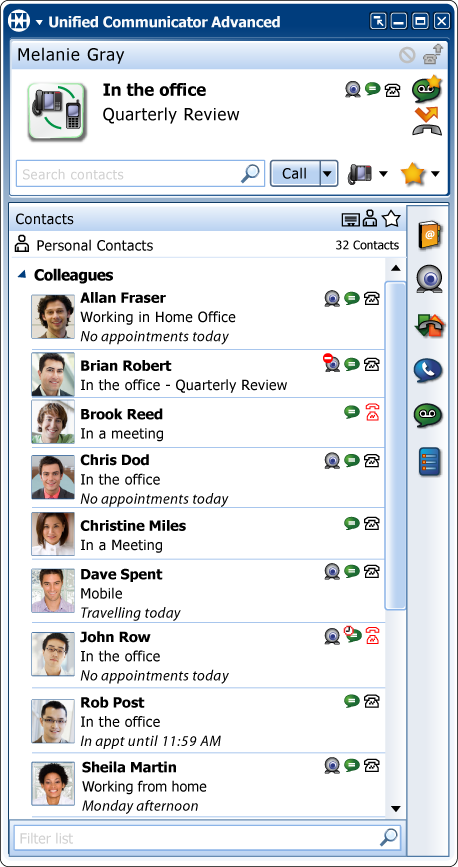 Unified Communicator Advanced
Melanie Gray
In the office
Quarterly Review
Search contacts
Call
Contacts
Personal Contacts
32 Contacts
Colleagues
Allan Fraser
Working in Home Office
No appointments today
Brian Robert
In the office - Quarterly Review
Brook Reed
In a meeting
Chris Dod
In the office
No appointments today
Christine Miles
In a Meeting
Dave Spent
Mobile
Travelling today
John Row
In the office
No appointments today
Rob Post
In the office
In appt until 11:59 AM
Sheila Martin
Working from home
Monday afternoon
Filter list